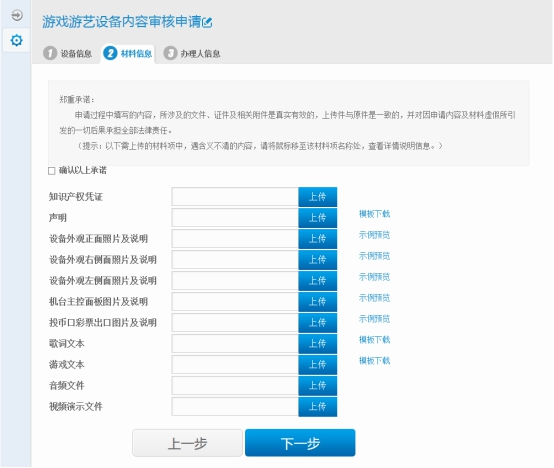 游戏游艺设备内容审核申请
1 设备信息 2 材料信息 3 办理人信息
郑重承诺：
申请过程中填写的内容，所涉及的文件、证件及相关附件是真实有效的，上传件与原件是一致的，并对因申请内容及材料虚假所引
发的一切后果承担全部法律责任。
（提示：以下需上传的材料项中，遇含义不清的内容，请将鼠标移至该材料项名称处，查看详情说明信息。）
确认以上承诺
知识产权凭证 上传
声明 上传 模板下载
设备外观正面照片及说明 上传 示例预览
设备外观右侧面照片及说明 上传 示例预览
设备外观左侧面照片及说明 上传 示例预览
机台主控面板图片及说明 上传 示例预览
投币口彩票出口图片及说明 上传 示例预览
歌词文本 上传 模板下载
游戏文本 上传 模板下载
音频文件 上传
视频演示文件 上传
上一步 下一步